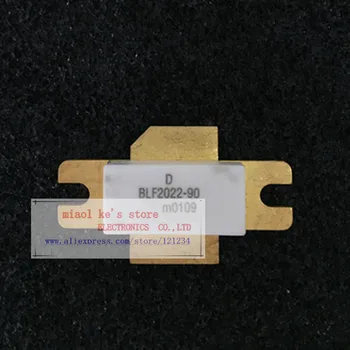 D
BLF2022-90
m0109
miaol ke's store
ELECTRONICS CO.,LTD
www.aliexpress.com/store/121234